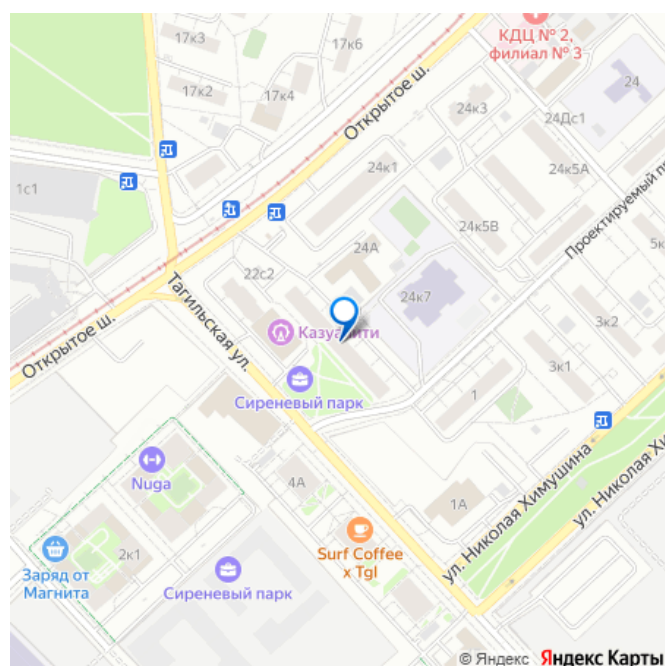 17к3
17к6
КДЦ № 2,
филиал № 3
17к2
17к4
Открытое ш.
24к3
24
24Дс1
1с1
24к1
24к5А
24к5В
24А
Проектируемый п
5к
22с2
24к7
Тагильская ул.
Казуалити
3к2
Открытое ш.
3к1
Сиреневый парк
1
Nuga
4А
1А
ул. Николая Химушина
ул. Николая Хи
Surf Coffee
x Tgl
2к1
Заряд от
Магнита
Сиреневый парк
© Яндекс Яндекс Карты